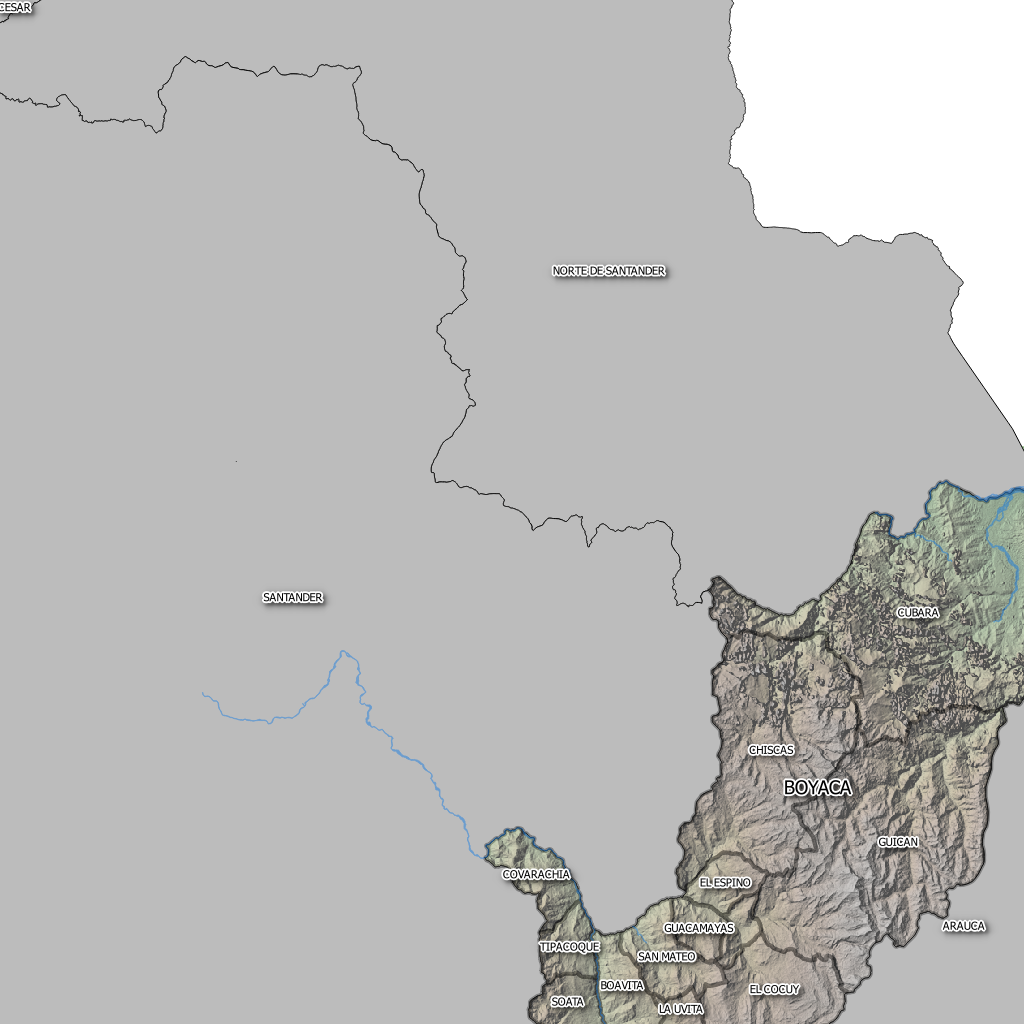 CESAR
NORTE DE SANTANDER
SANTANDER
CUBARA
CHISCAS
BOYACA
GUICAN
COVARACHIA
EL ESPINO
GUACAMAYAS
ARAUCA
TIPACOQUE
SAN MATEO
BOAVITA
EL COCUY
SOATA
LA UVITA